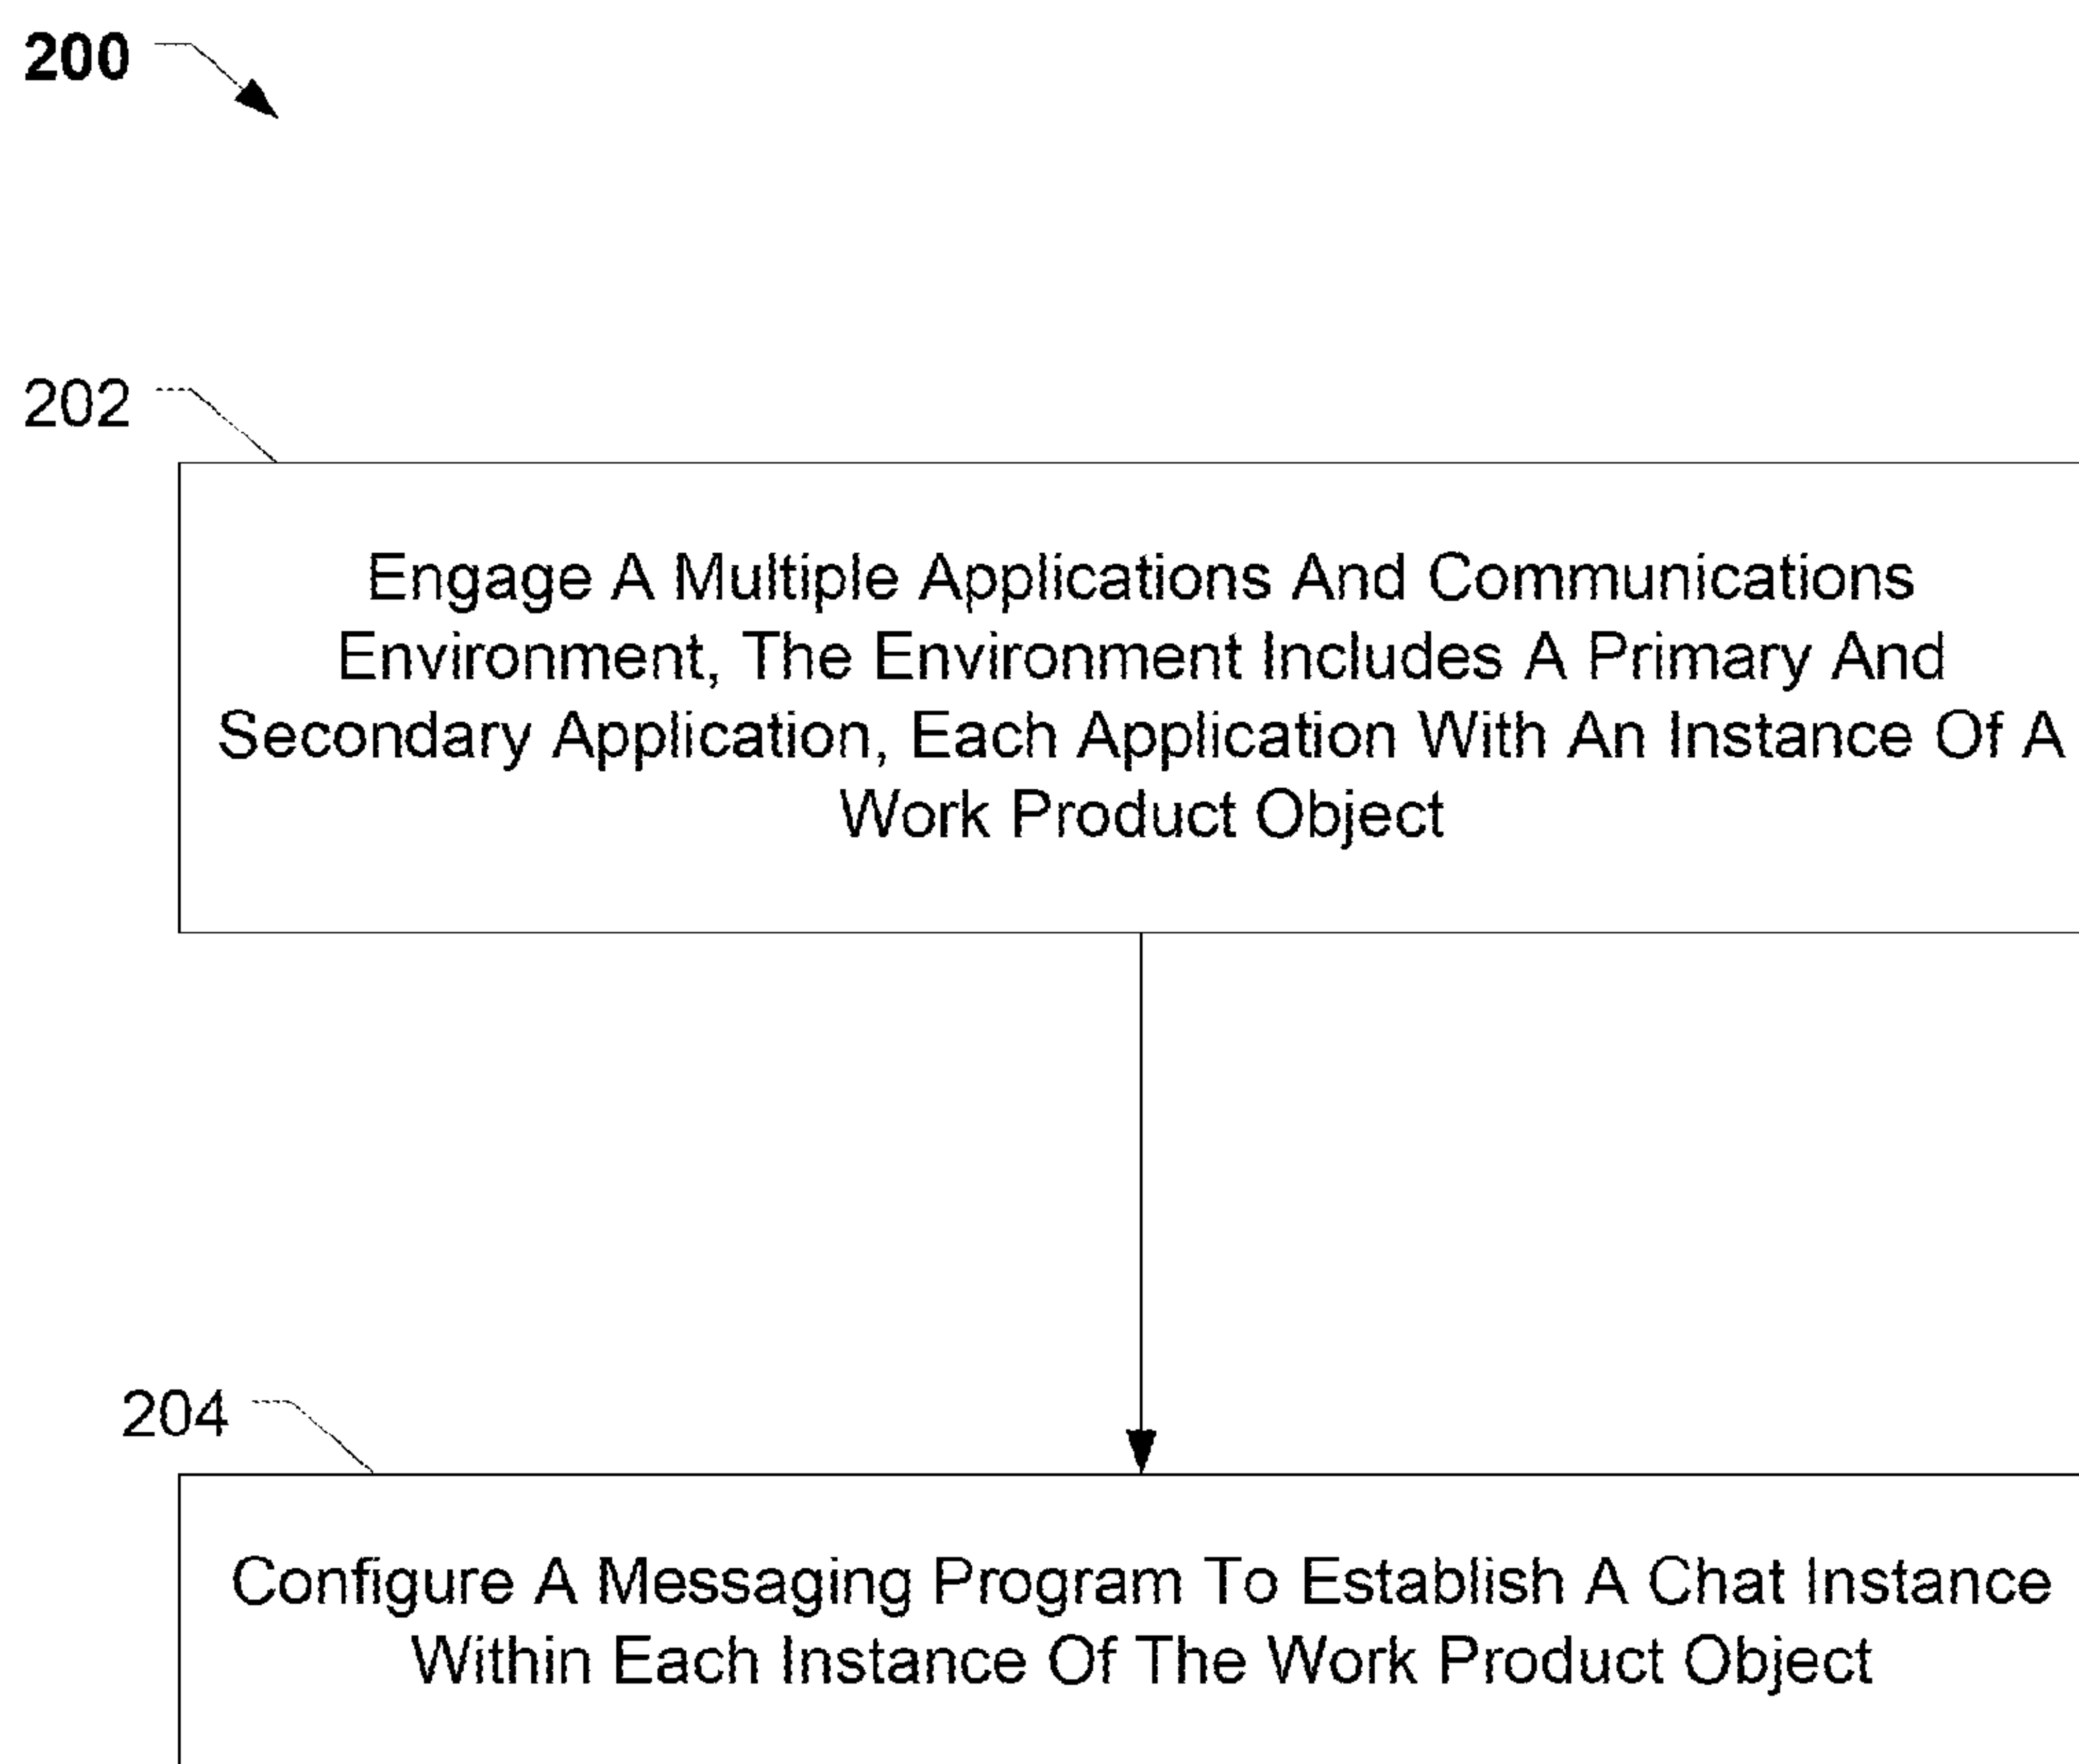 200
202
Engage A Multiple Applications And Communications
Environment, The Environment Includes A Primary And
Secondary Application, Each Application With An Instance Of A
Work Product Object
204
Configure A Messaging Program To Establish A Chat Instance
Within Each Instance Of The Work Product Object